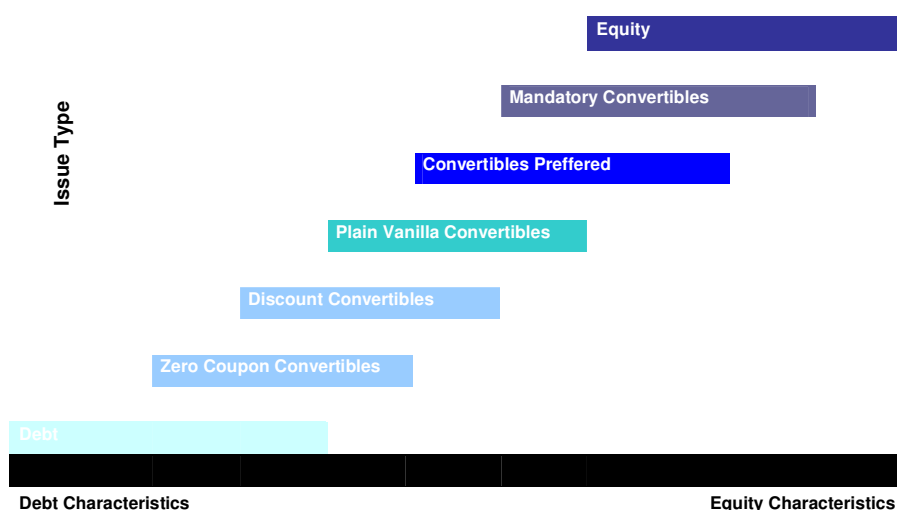 Equity
Mandatory Convertibles
Issue Type
Convertibles Preffered
Plain Vanilla Convertibles
Discount Convertibles
Zero Coupon Convertibles
Debt
Debt Characteristics
Equity Characteristics